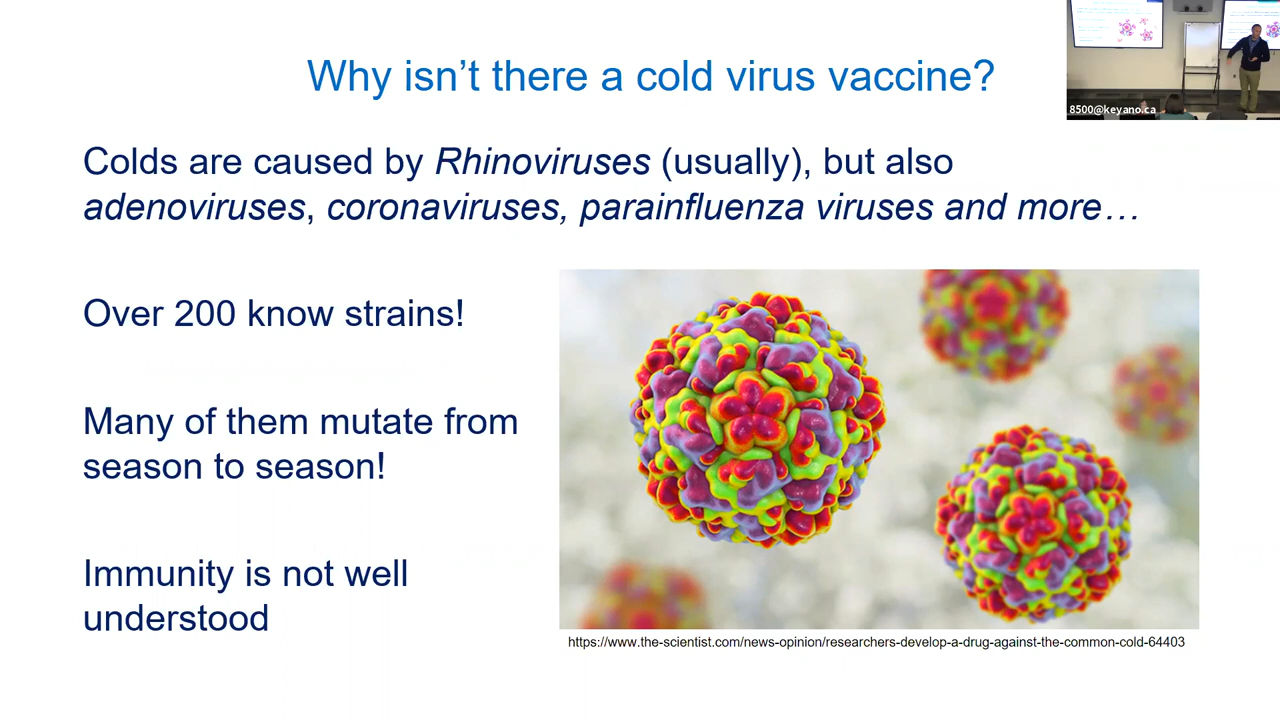 Why isn’t there a cold virus vaccine?
8500@keyano.ca
Colds are caused by Rhinoviruses (usually), but also
adenoviruses, coronaviruses, parainfluenza viruses and more…
Over 200 know strains!
Many of them mutate from
season to season!
Immunity is not well
understood
https://www.the-scientist.com/news-opinion/researchers-develop-a-drug-against-the-common-cold-64403